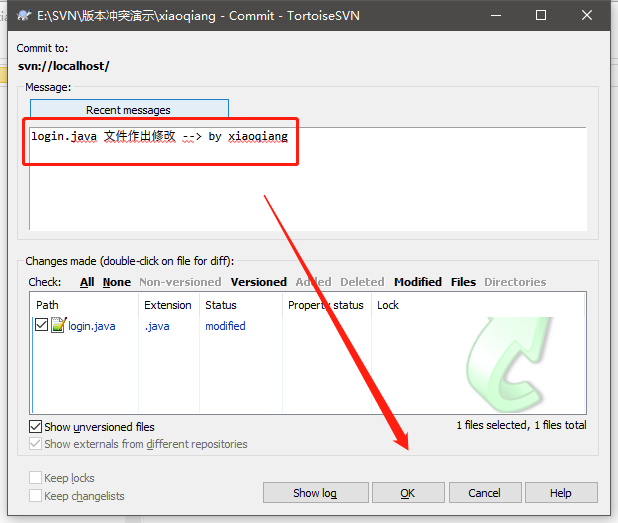 E:\SVN\版本冲突演示\xiaoqiang - Commit - TortoiseSVN
Commit to:
svn://localhost/
Message:
Recent messages
login.java 文件作出修改 --> by xiaoqiang
Changes made (double-click on file for diff):
Check: All None Non-versioned Versioned Added Deleted Modified Files Directories
Path Extension Status Property status Lock
login.java .java modified
Show unversioned files
1 files selected, 1 files total
Show externals from different repositories
Keep locks
Keep changelists
Show log OK Cancel Help